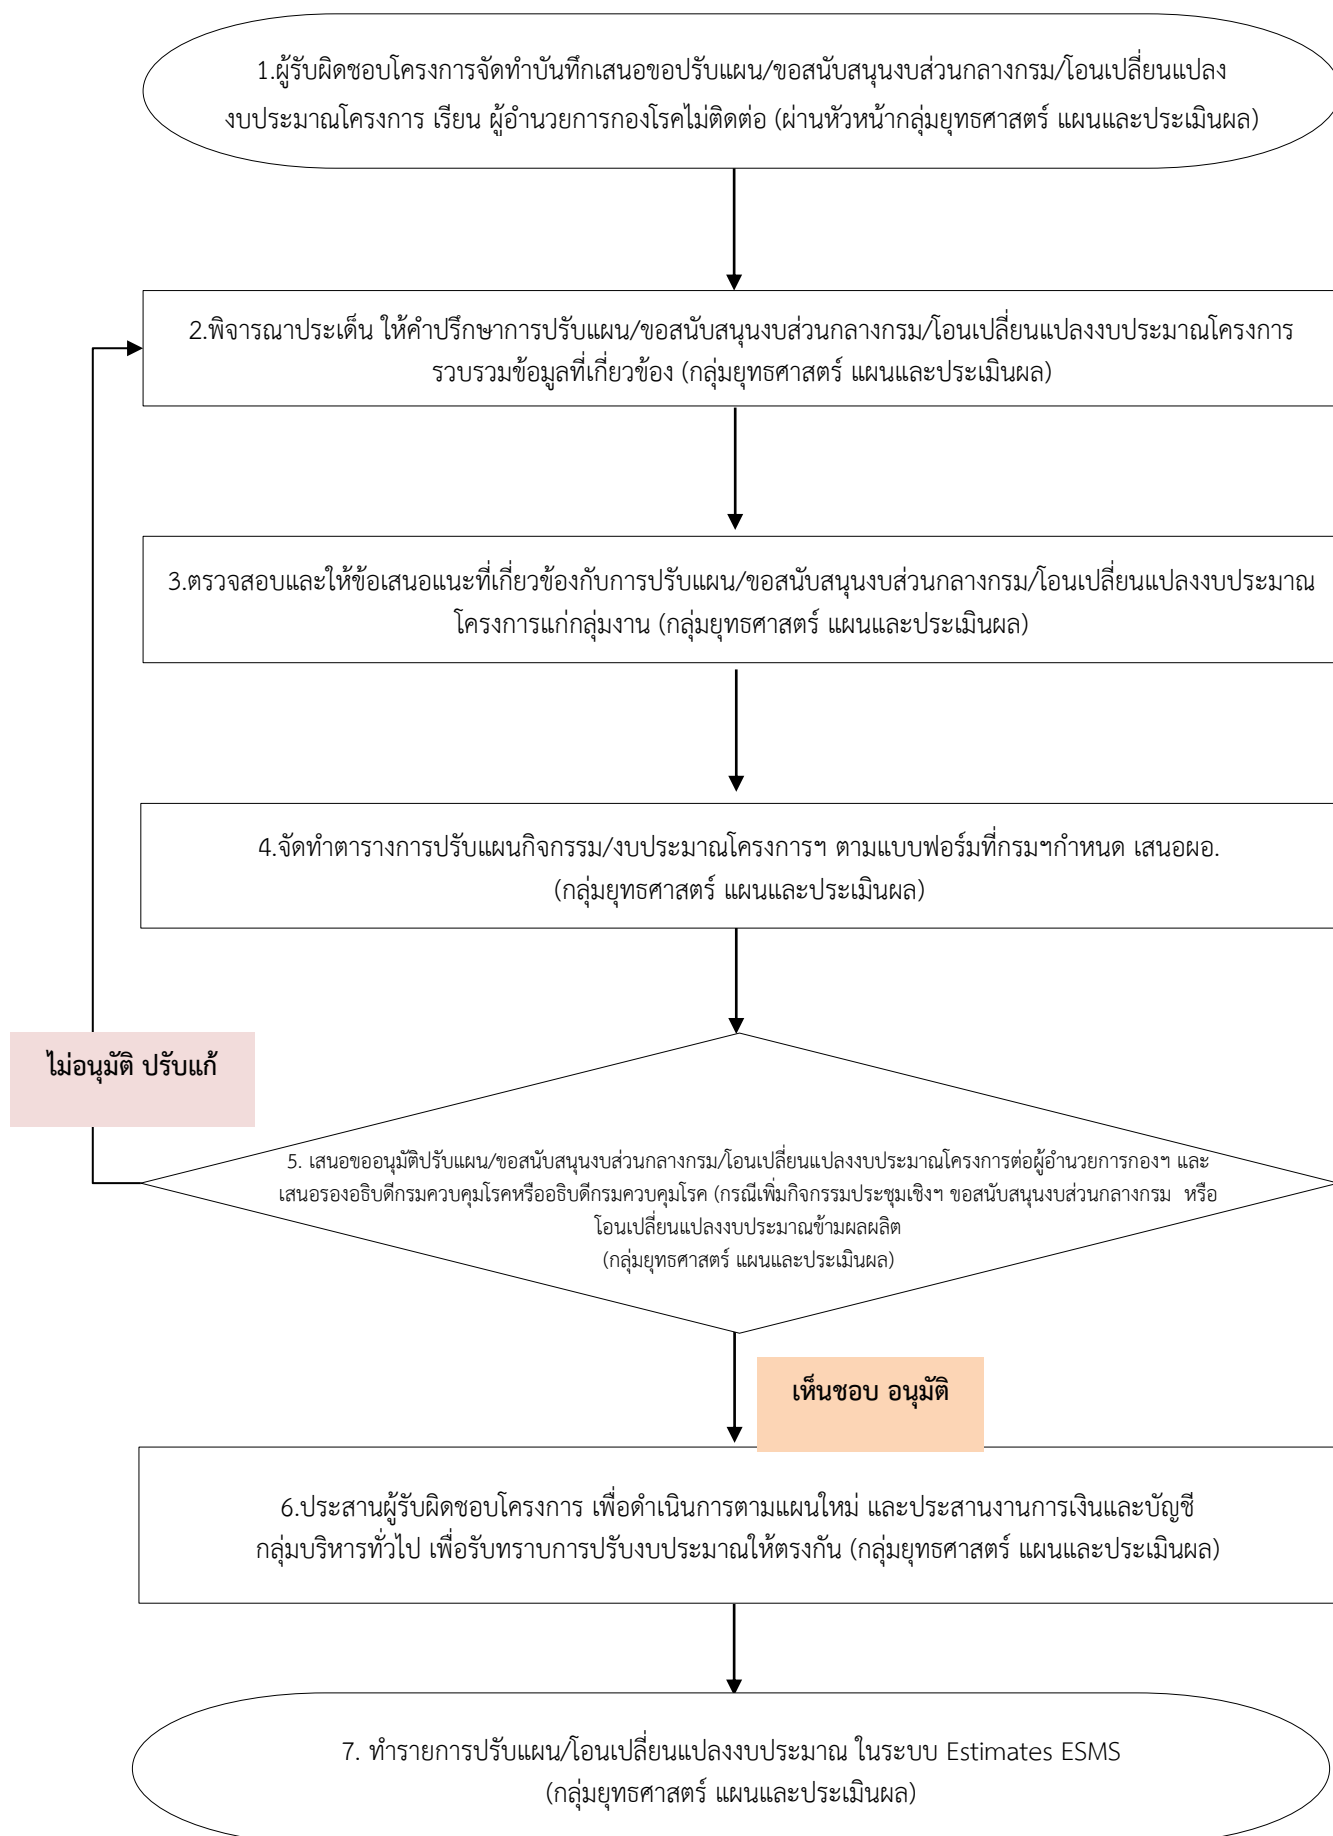 1.ผู้รับผิดชอบโครงการจัดทำบันทึกเสนอขอปรับแผน/ขอสนับสนุนงบส่วนกลางกรม/โอนเปลี่ยนแปลง
งบประมาณโครงการ เรียน ผู้อำนวยการกองโรคไม่ติดต่อ (ผ่านหัวหน้ากลุ่มยุทธศาสตร์ แผนและประเมินผล)
2.พิจารณาประเด็น ให้คำปรึกษาการปรับแผน/ขอสนับสนุนงบส่วนกลางกรม/โอนเปลี่ยนแปลงงบประมาณโครงการ
รวบรวมข้อมูลที่เกี่ยวข้อง (กลุ่มยุทธศาสตร์ แผนและประเมินผล)
3.ตรวจสอบและให้ข้อเสนอแนะที่เกี่ยวข้องกับการปรับแผน/ขอสนับสนุนงบส่วนกลางกรม/โอนเปลี่ยนแปลงงบประมาณ
โครงการแก่กลุ่มงาน (กลุ่มยุทธศาสตร์ แผนและประเมินผล)
4.จัดทำตารางการปรับแผนกิจกรรม/งบประมาณโครงการฯ ตามแบบฟอร์มที่กรมฯกำหนด เสนอผอ.
(กลุ่มยุทธศาสตร์ แผนและประเมินผล)
ไม่อนุมัติ ปรับแก้
5. เสนอขออนุมัติปรับแผน/ขอสนับสนุนงบส่วนกลางกรม/โอนเปลี่ยนแปลงงบประมาณโครงการต่อผู้อำนวยการกองฯ และ
เสนอรองอธิบดีกรมควบคุมโรคหรืออธิบดีกรมควบคุมโรค (กรณีเพิ่มกิจกรรมประชุมเชิงฯ ขอสนับสนุนงบส่วนกลางกรม หรือ
โอนเปลี่ยนแปลงงบประมาณข้ามผลผลิต
(กลุ่มยุทธศาสตร์ แผนและประเมินผล)
เห็นชอบ อนุมัติ
6.ประสานผู้รับผิดชอบโครงการ เพื่อดำเนินการตามแผนใหม่ และประสานงานการเงินและบัญชี
กลุ่มบริหารทั่วไป เพื่อรับทราบการปรับงบประมาณให้ตรงกัน (กลุ่มยุทธศาสตร์ แผนและประเมินผล)
7. ทำรายการปรับแผน/โอนเปลี่ยนแปลงงบประมาณ ในระบบ Estimates ESMS
(กลุ่มยุทธศาสตร์ แผนและประเมินผล)